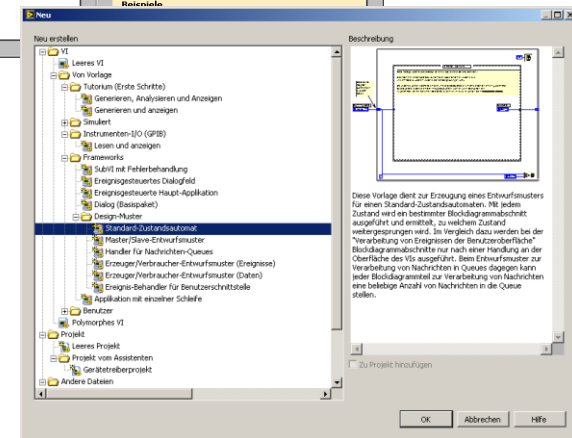 Beispiele
Neu
Neu erstellen
VI
Leeres VI
Von Vorlage
Tutorium (Erste Schritte)
Generieren, Analysieren und Anzeigen
Generieren und anzeigen
Simuliert
Instrumenten-I/O (GPIB)
Lesen und anzeigen
Frameworks
SubVI mit Fehlerbehandlung
Ereignisgesteuertes Dialogfeld
Ereignisgesteuerte Haupt-Applikation
Dialog (Basispaket)
Design-Muster
Standard-Zustandsautomat
Master/Slave-Entwurfsmuster
Handler für Nachrichten-Queues
Erzeuger/Verbraucher-Entwurfsmuster (Ereignisse)
Erzeuger/Verbraucher-Entwurfsmuster (Daten)
Ereignis-Behandler für Benutzerschnittstelle
Applikation mit einzelner Schleife
Benutzer
Polymorphes VI
Projekt
Leeres Projekt
Projekt vom Assistenten
Gerätetreiberprojekt
Andere Dateien
Beschreibung
Diese Vorlage dient zur Erzeugung eines Entwurfsmusters
für einen Standard-Zustandsautomaten. Mit jedem
Zustand wird ein bestimmter Blockdiagrammabschnitt
ausgeführt und ermittelt, zu welchem Zustand
weitergesprungen wird. Im Vergleich dazu werden bei der
"Verarbeitung von Ereignissen der Benutzeroberfläche"
Blockdiagrammabschnitte nur nach einer Handlung an der
Oberfläche des VIs ausgeführt. Beim Entwurfsmuster zur
Verarbeitung von Nachrichten in Queues dagegen kann
jeder Blockdiagrammteil zur Verarbeitung von Nachrichten
eine beliebige Anzahl von Nachrichten in die Queue
stellen.
Zu Projekt hinzufügen
OK
Abbrechen
Hilfe